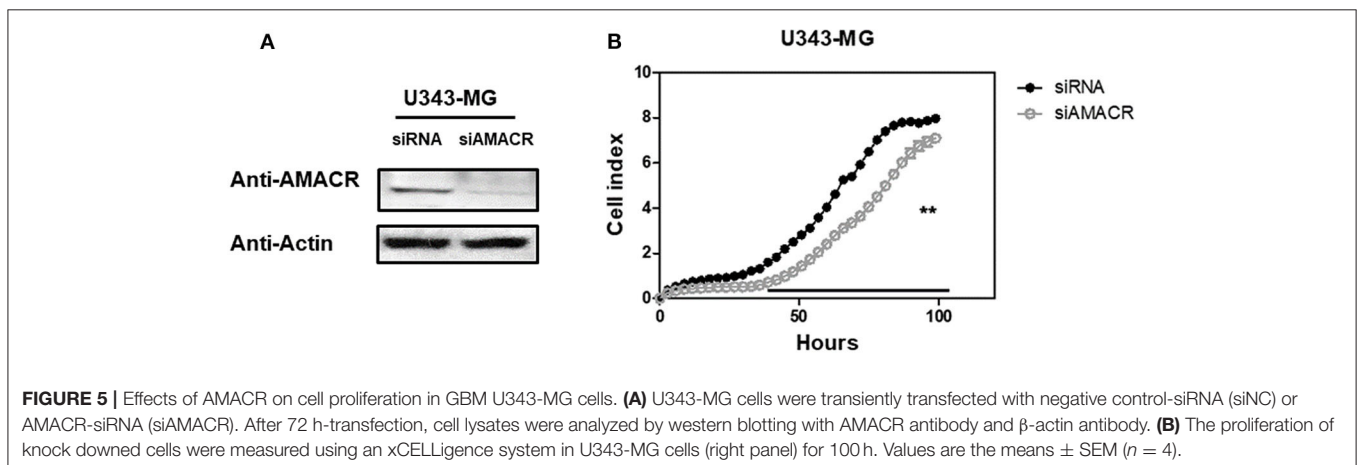 A
U343-MG
siRNA siAMACR
Anti-AMACR
Anti-Actin
B
U343-MG
10
8
6
4
2
0
Cell index
**
0 50 100
Hours
siRNA
siAMACR
FIGURE 5 | Effects of AMACR on cell proliferation in GBM U343-MG cells. (A) U343-MG cells were transiently transfected with negative control-siRNA (siNC) or
AMACR-siRNA (siAMACR). After 72 h-transfection, cell lysates were analyzed by western blotting with AMACR antibody and β-actin antibody. (B) The proliferation of
knock downed cells were measured using an xCELLigence system in U343-MG cells (right panel) for 100 h. Values are the means ± SEM (n = 4).